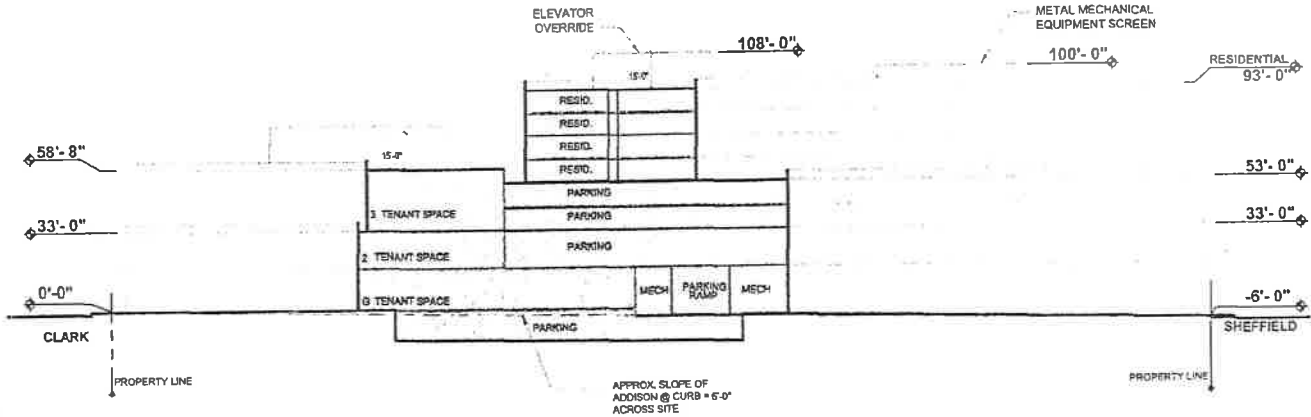 ELEVATOR
OVERRIDE
108'- 0"
METAL MECHANICAL
EQUIPMENT SCREEN
100'- 0"
RESIDENTIAL
93'- 0"
15'-0"
RESID.
RESID.
RESID.
RESID.
58'- 8"
15'-0"
53'- 0"
PARKING
3 TENANT SPACE
PARKING
33'- 0"
33'- 0"
2 TENANT SPACE
PARKING
0'-0"
G TENANT SPACE
MECH
PARKING
RAMP
MECH
-6'- 0"
CLARK
PARKING
SHEFFIELD
PROPERTY LINE
PROPERTY LINE
APPROX. SLOPE OF
ADDISON @ CURB = 6'-0"
ACROSS SITE